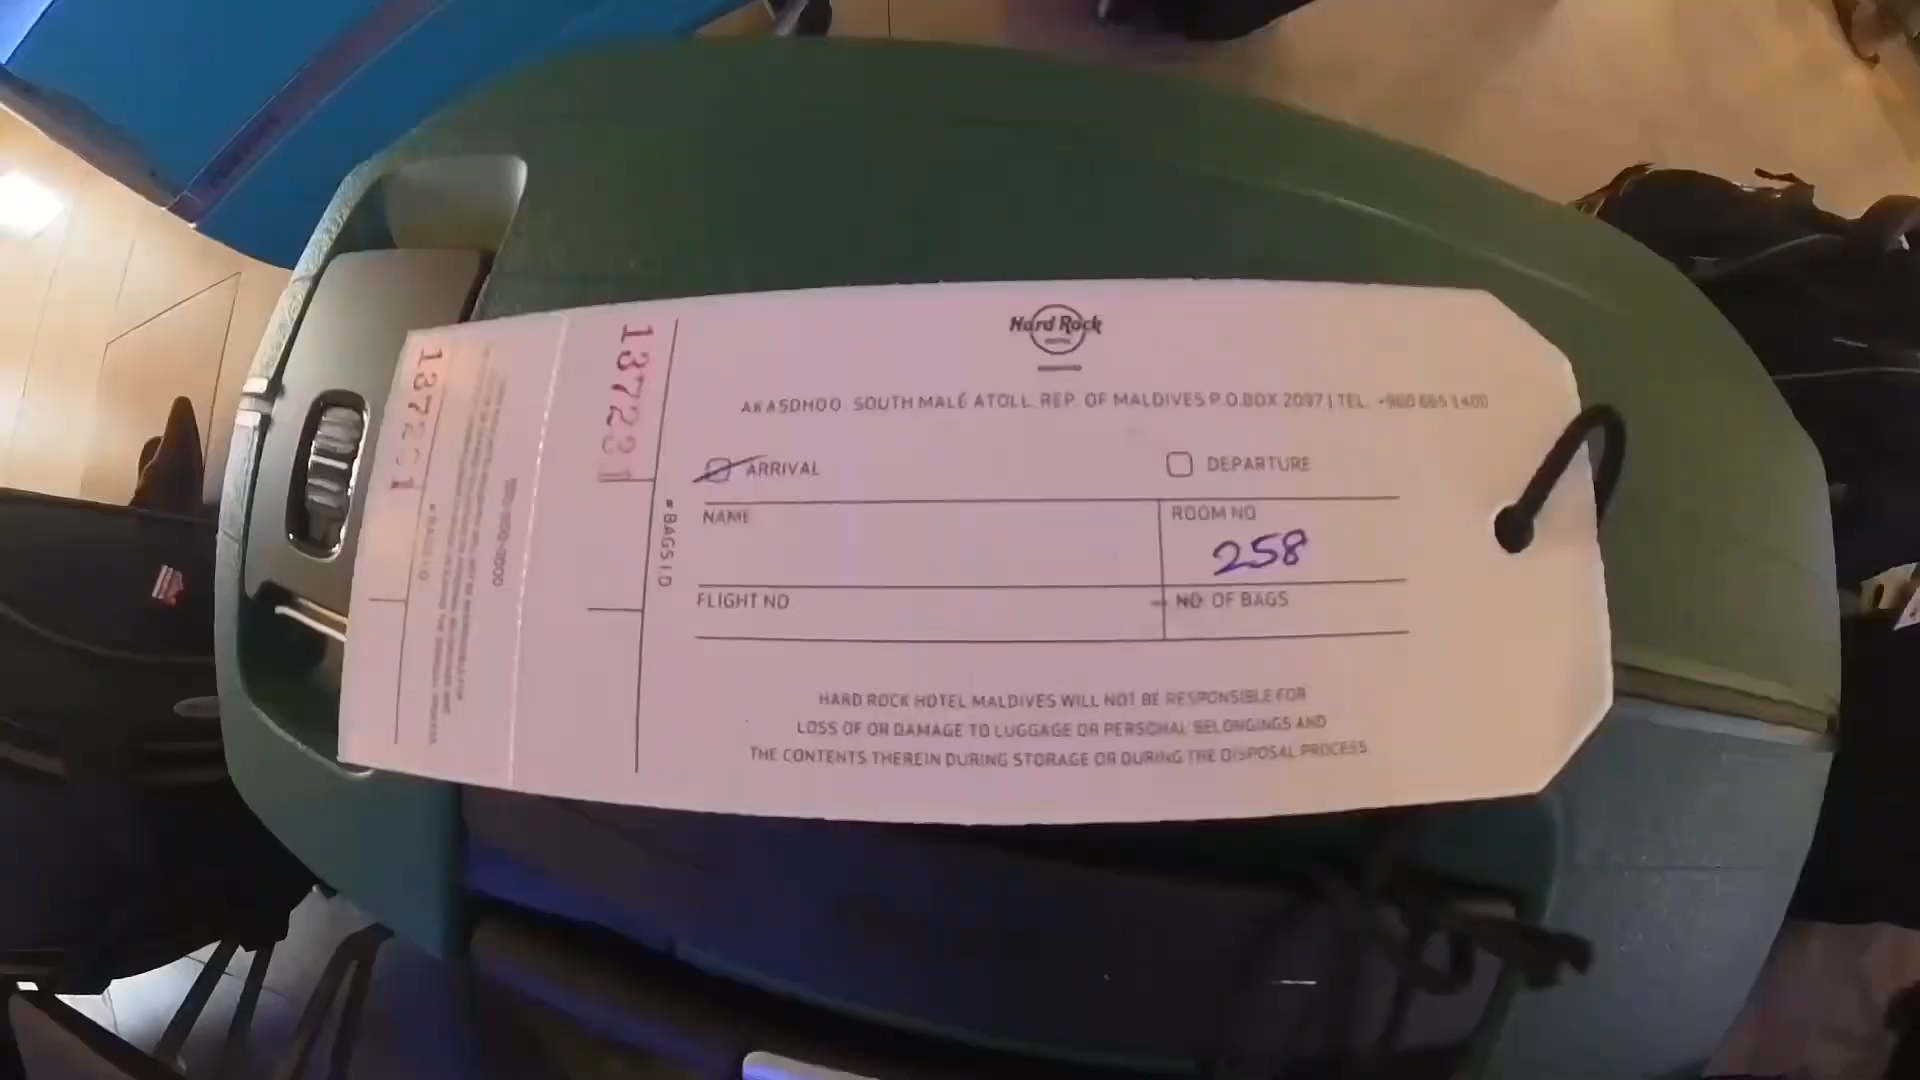 Hard Rock
HOTEL
AKASDHOO, SOUTH MALÉ ATOLL, REP. OF MALDIVES P.O.BOX 2097 | TEL. +960 665 1400
ARRIVAL
DEPARTURE
NAME
ROOM NO
258
FLIGHT NO
NO. OF BAGS
HARD ROCK HOTEL MALDIVES WILL NOT BE RESPONSIBLE FOR
LOSS OF OR DAMAGE TO LUGGAGE OR PERSONAL BELONGINGS AND
THE CONTENTS THEREIN DURING STORAGE OR DURING THE DISPOSAL PROCESS
# BAGS I.D
# BAGS I.D